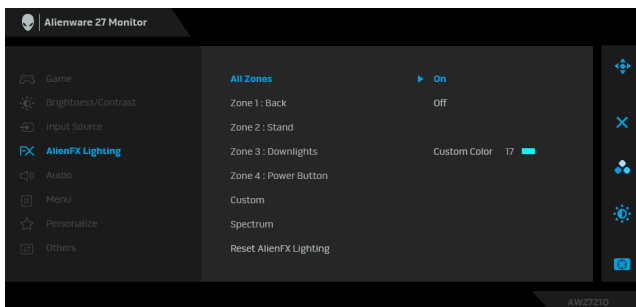 Alienware 27 Monitor
Game
All Zones On
Brightness/Contrast Zone 1 : Back Off
Input Source Zone 2 : Stand
FX AlienFX Lighting Zone 3 : Downlights Custom Color 17
Audio Zone 4 : Power Button
Menu Custom
Personalize Spectrum
Others Reset AlienFX Lighting
AW2721D